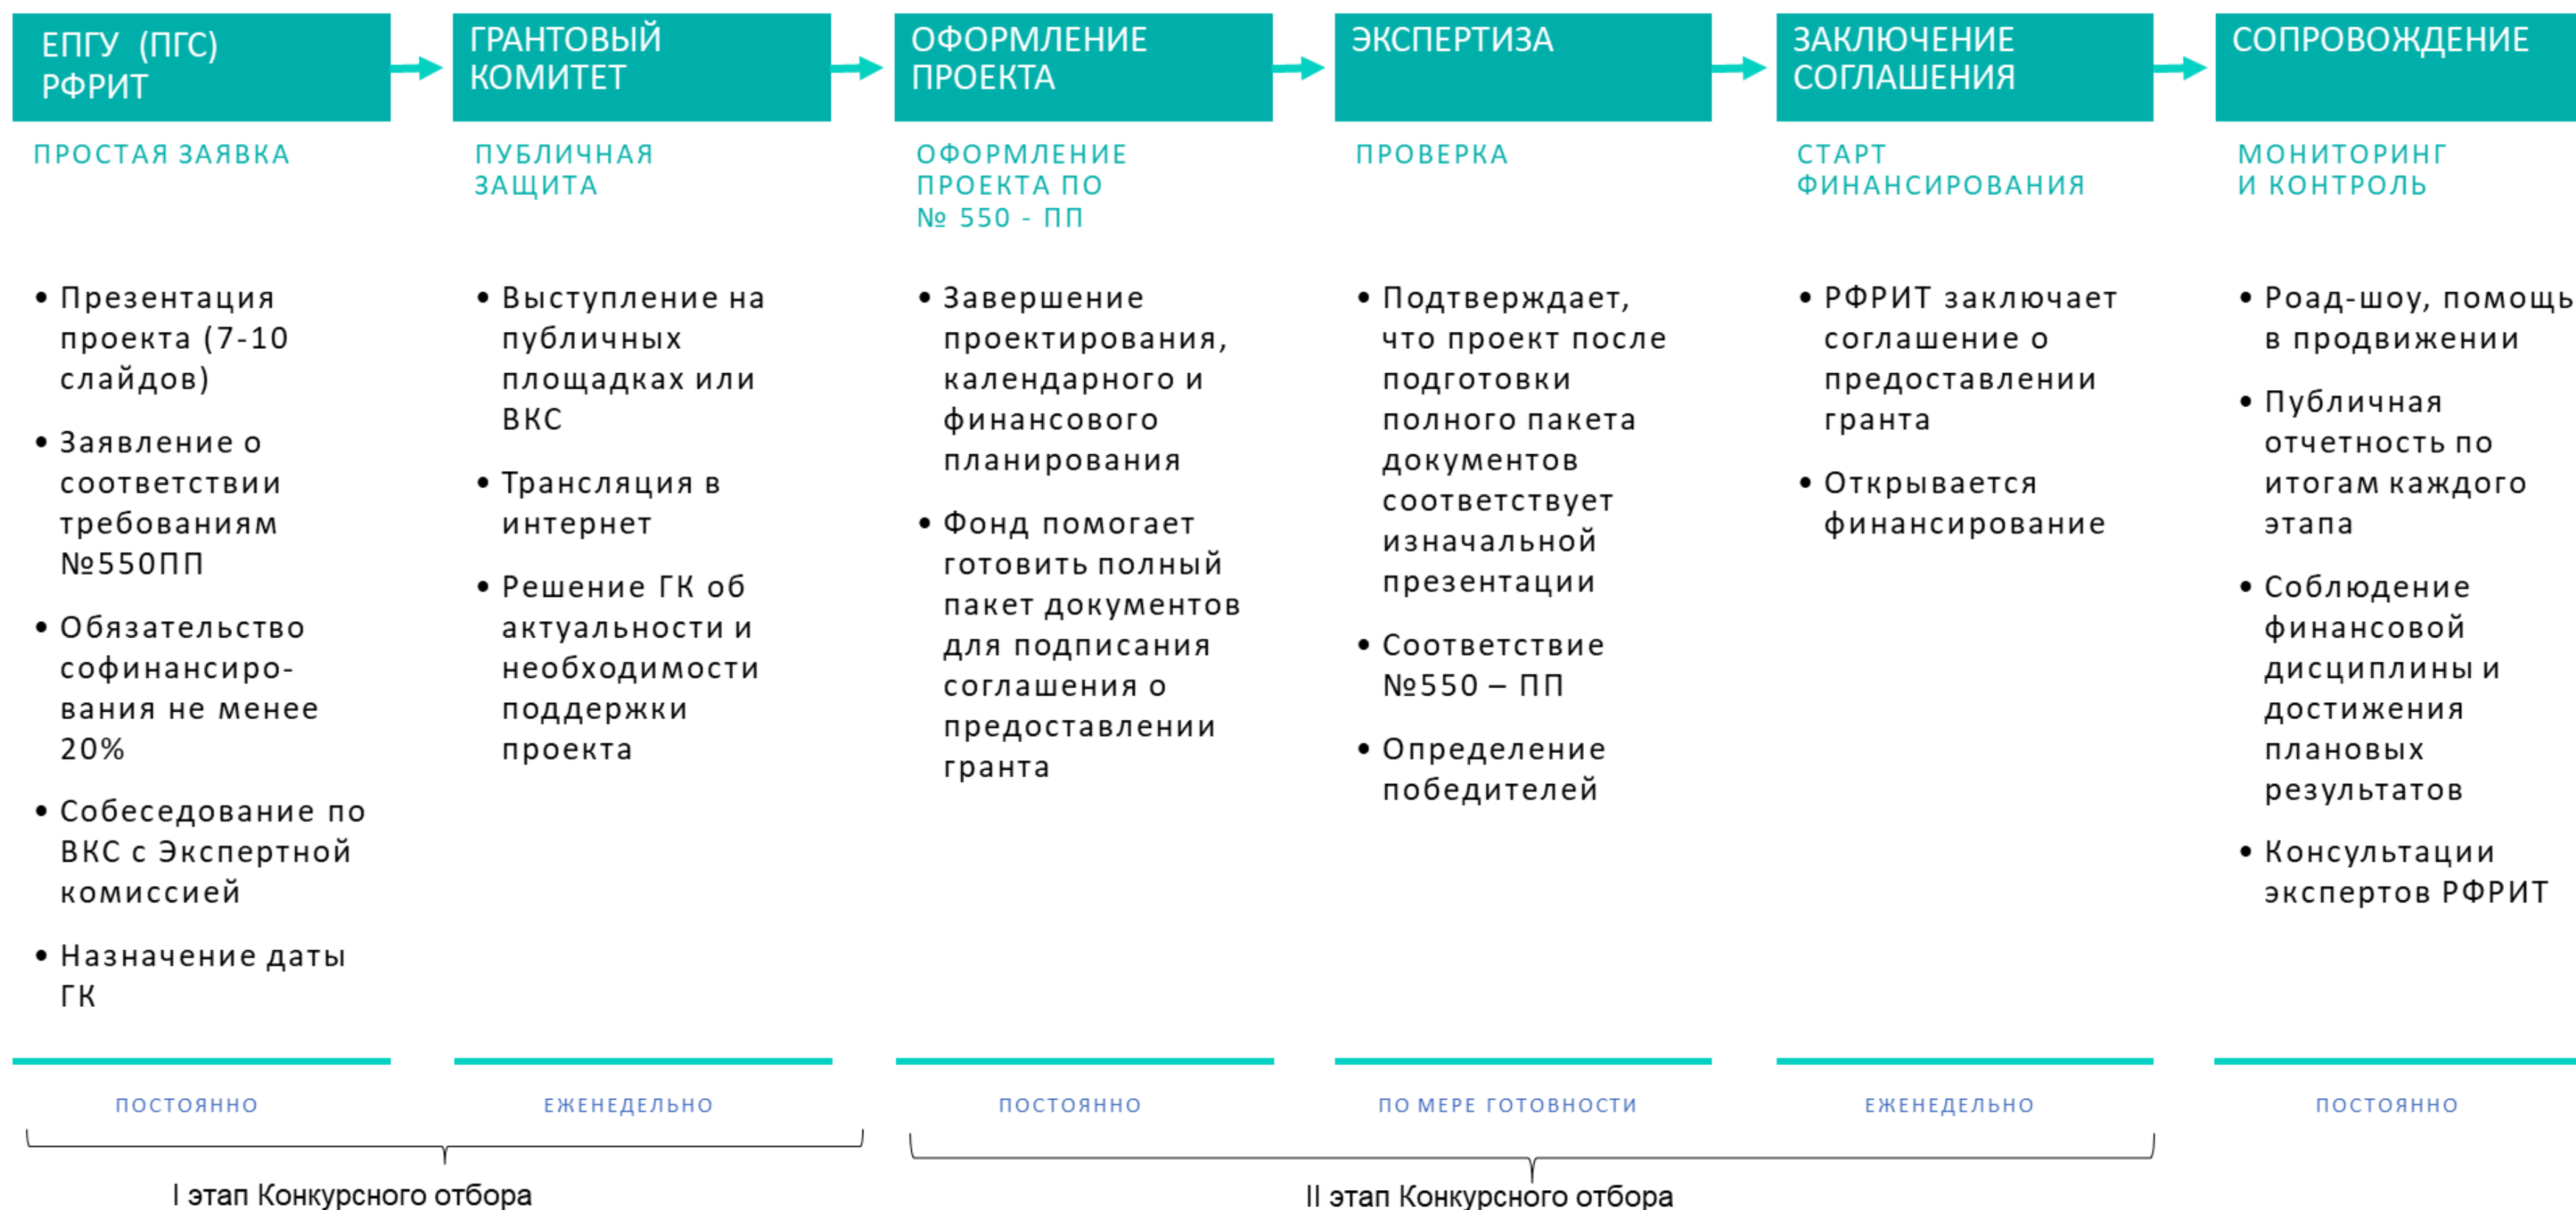 ЕПГУ (ПГС)
РФРИТ
ПРОСТАЯ ЗАЯВКА
• Презентация
проекта (7-10
слайдов)
• Заявление о
соответствии
требованиям
№550ПП
• Обязательство
софинансиро-
вания не менее
20%
• Собеседование по
ВКС с Экспертной
комиссией
• Назначение даты
ГК
ПОСТОЯННО
ГРАНТОВЫЙ
КОМИТЕТ
ПУБЛИЧНАЯ
ЗАЩИТА
• Выступление на
публичных
площадках или
ВКС
• Трансляция в
интернет
• Решение ГК об
актуальности и
необходимости
поддержки
проекта
ЕЖЕНЕДЕЛЬНО
I этап Конкурсного отбора
ОФОРМЛЕНИЕ
ПРОЕКТА
ОФОРМЛЕНИЕ
ПРОЕКТА ПО
№ 550 - ПП
• Завершение
проектирования,
календарного и
финансового
планирования
• Фонд помогает
готовить полный
пакет документов
для подписания
соглашения о
предоставлении
гранта
ПОСТОЯННО
ЭКСПЕРТИЗА
ПРОВЕРКА
• Подтверждает,
что проект после
подготовки
полного пакета
документов
соответствует
изначальной
презентации
• Соответствие
№550 – ПП
• Определение
победителей
ПО МЕРЕ ГОТОВНОСТИ
ЗАКЛЮЧЕНИЕ
СОГЛАШЕНИЯ
СТАРТ
ФИНАНСИРОВАНИЯ
• РФРИТ заключает
соглашение о
предоставлении
гранта
• Открывается
финансирование
ЕЖЕНЕДЕЛЬНО
II этап Конкурсного отбора
СОПРОВОЖДЕНИЕ
МОНИТОРИНГ
И КОНТРОЛЬ
• Роад-шоу, помощь
в продвижении
• Публичная
отчетность по
итогам каждого
этапа
• Соблюдение
финансовой
дисциплины и
достижения
плановых
результатов
• Консультации
экспертов РФРИТ
ПОСТОЯННО